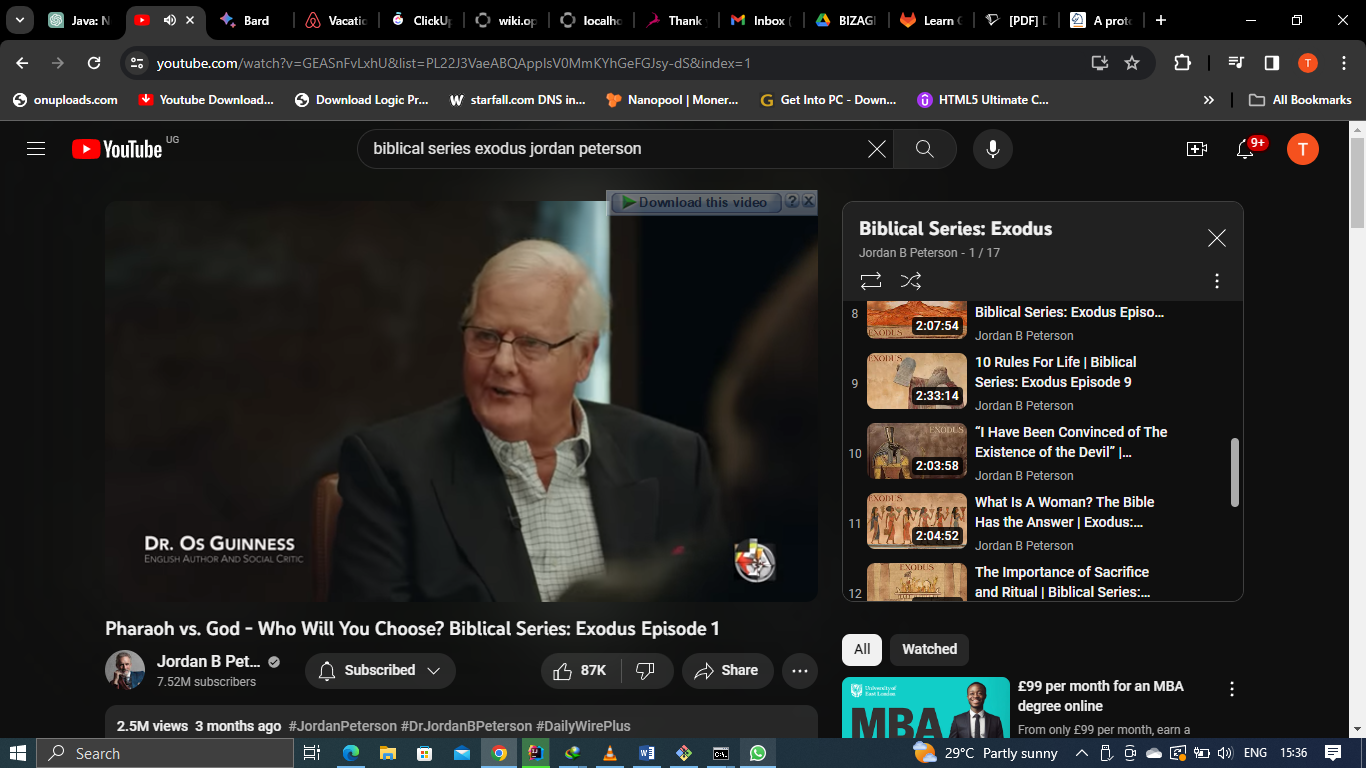 Java: N
Bard
Vacatio
ClickUp
wiki.op
localho
Thank
Inbox (
BIZAG
Learn
[PDF] D
A prote
youtube.com/watch?v=GEASnFvLxhU&list=PL22J3VaeABQAppIsV0MmKYhGeFGJsy-dS&index=1
T
onuploads.com
Youtube Download...
Download Logic Pr...
starfall.com DNS in...
Nanopool | Moner...
Get Into PC - Down...
HTML5 Ultimate C...
All Bookmarks
YouTube UG
biblical series exodus jordan peterson
9+
T
Download this video
DR. OS GUINNESS
ENGLISH AUTHOR AND SOCIAL CRITIC
Pharaoh vs. God - Who Will You Choose? Biblical Series: Exodus Episode 1
Jordan B Pet...
7.52M subscribers
Subscribed
87K
Share
2.5M views 3 months ago #JordanPeterson #DrJordanBPeterson #DailyWirePlus
Biblical Series: Exodus
Jordan B Peterson - 1 / 17
8
EXODUS
2:07:54
Biblical Series: Exodus Episo...
Jordan B Peterson
9
EXODUS
2:33:14
10 Rules For Life | Biblical
Series: Exodus Episode 9
Jordan B Peterson
10
EXODUS
2:03:58
“I Have Been Convinced of The
Existence of the Devil” |...
Jordan B Peterson
11
EXODUS
2:04:52
What Is A Woman? The Bible
Has the Answer | Exodus:...
Jordan B Peterson
12
EXODUS
The Importance of Sacrifice
and Ritual | Biblical Series:...
All
Watched
University of
East London
MBA
£99 per month for an MBA
degree online
From only £99 per month, earn a
Search
29°C Partly sunny
ENG
15:36